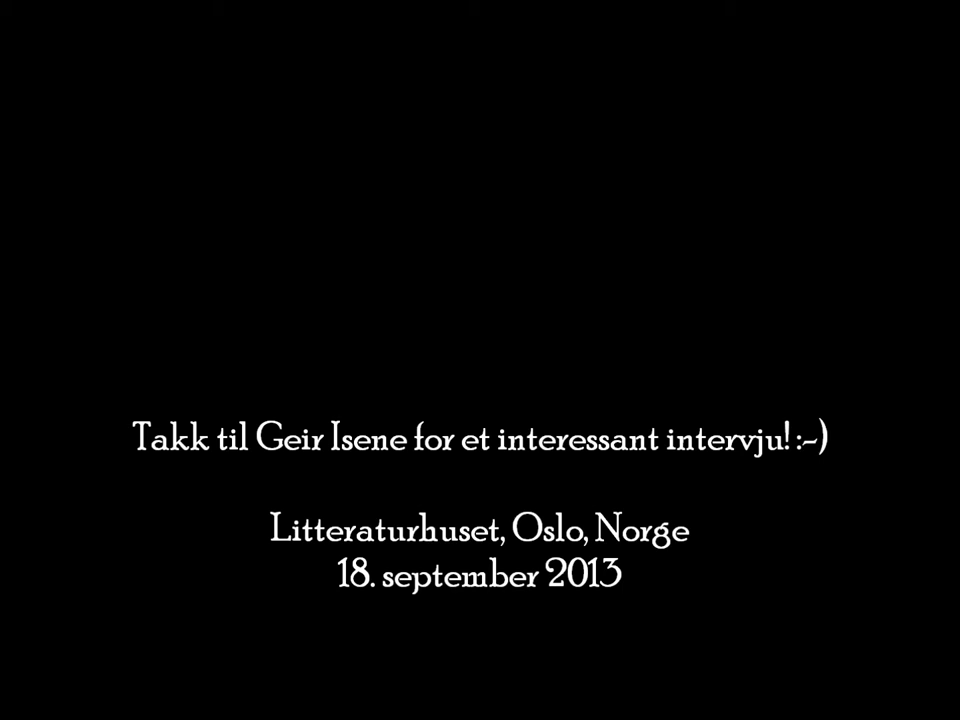 Takk til Geir Isene for et interessant intervju! :-)
Litteraturhuset, Oslo, Norge
18. september 2013